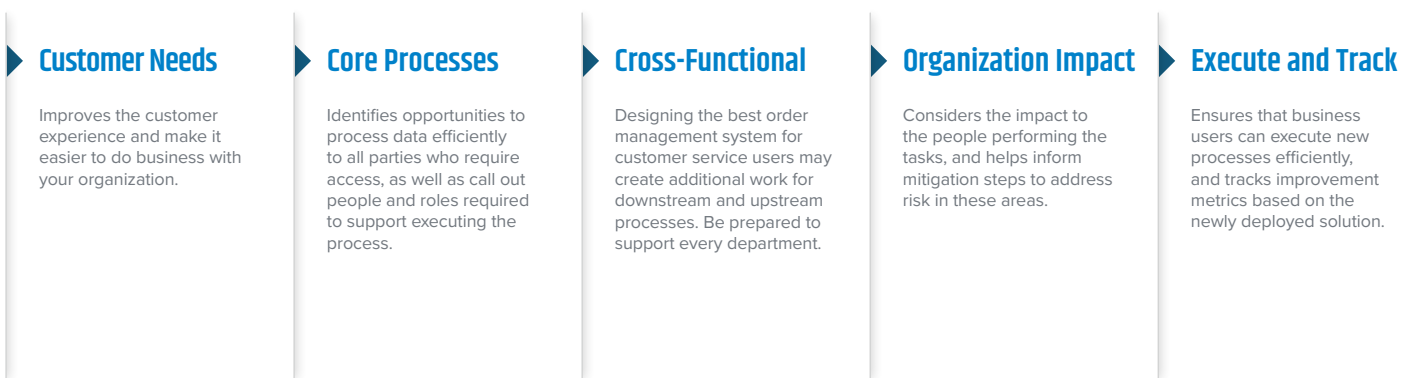 Customer Needs
Improves the customer
experience and make it
easier to do business with
your organization.
Core Processes
Identifies opportunities to
process data efficiently
to all parties who require
access, as well as call out
people and roles required
to support executing the
process.
Cross-Functional
Designing the best order
management system for
customer service users may
create additional work for
downstream and upstream
processes. Be prepared to
support every department.
Organization Impact
Considers the impact to
the people performing the
tasks, and helps inform
mitigation steps to address
risk in these areas.
Execute and Track
Ensures that business
users can execute new
processes efficiently,
and tracks improvement
metrics based on the
newly deployed solution.